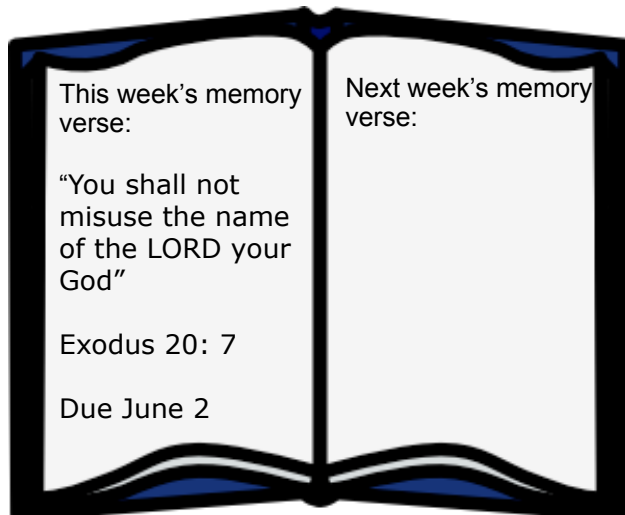 This week's memory
verse:
“You shall not
misuse the name
of the LORD your
God”
Exodus 20: 7
Due June 2
Next week's memory
verse: